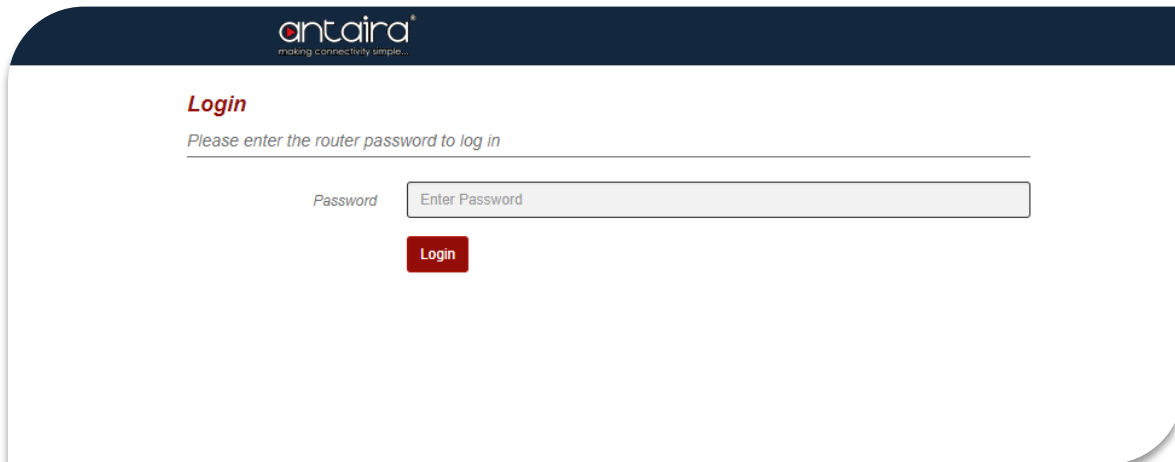 antaira®
making connectivity simple...
Login
Please enter the router password to log in
Password
Enter Password
Login